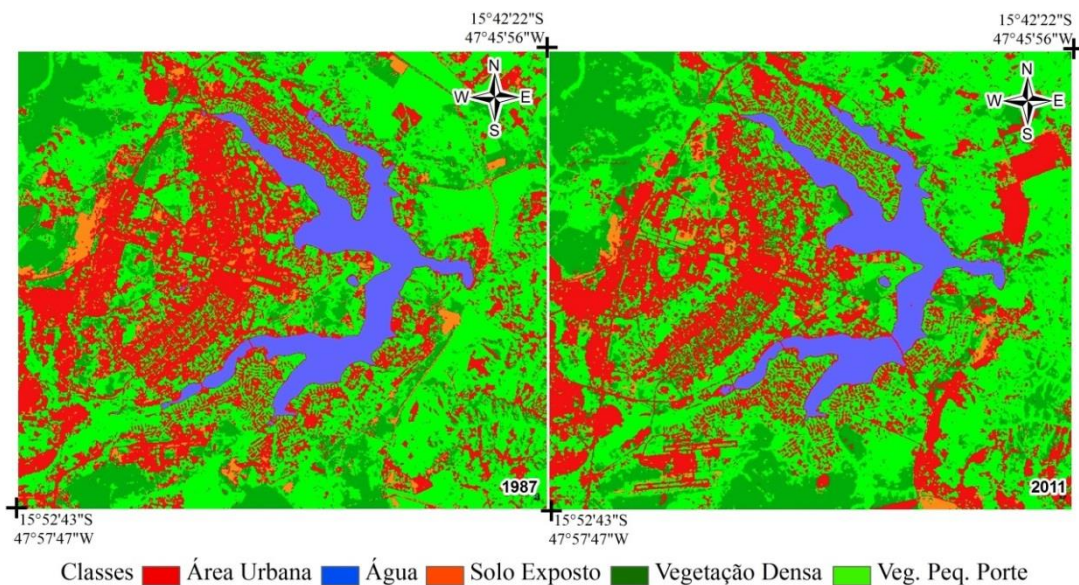 15°42'22"S
47°45'56"W
15°42'22"S
47°45'56"W
N
W E
S
N
W E
S
1987
2011
15°52'43"S
47°57'47"W
15°52'43"S
47°57'47"W
Classes Área Urbana Água Solo Exposto Vegetação Densa Veg. Peq. Porte